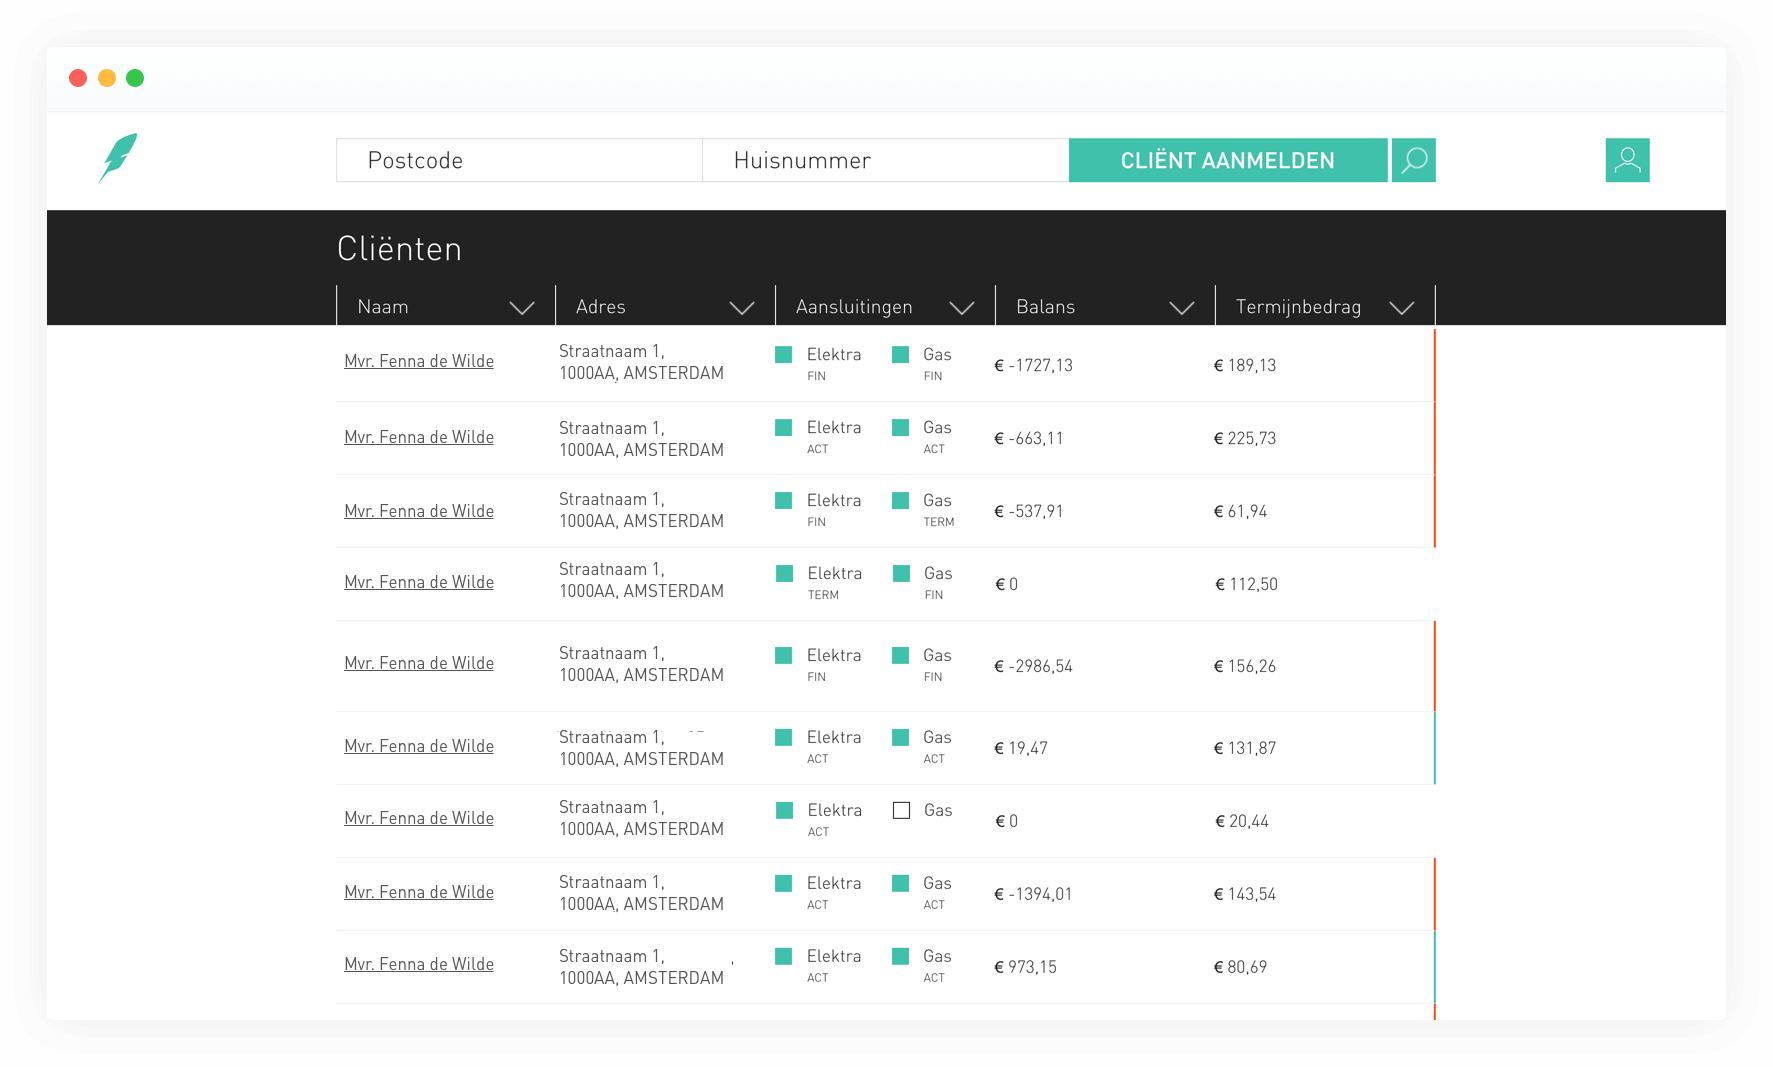 Postcode Huisnummer CLIËNT AANMELDEN
Cliënten
Naam Adres Aansluitingen Balans Termijnbedrag
Mvr. Fenna de Wilde Straatnaam 1, Elektra Gas € -1727,13 € 189,13
1000AA, AMSTERDAM FIN FIN
Mvr. Fenna de Wilde Straatnaam 1, Elektra Gas € -663,11 € 225,73
1000AA, AMSTERDAM ACT ACT
Mvr. Fenna de Wilde Straatnaam 1, Elektra Gas € -537,91 € 61,94
1000AA, AMSTERDAM FIN TERM
Mvr. Fenna de Wilde Straatnaam 1, Elektra Gas € 0 € 112,50
1000AA, AMSTERDAM TERM FIN
Mvr. Fenna de Wilde Straatnaam 1, Elektra Gas € -2986,54 € 156,26
1000AA, AMSTERDAM FIN FIN
Mvr. Fenna de Wilde Straatnaam 1, Elektra Gas € 19,47 € 131,87
1000AA, AMSTERDAM ACT ACT
Mvr. Fenna de Wilde Straatnaam 1, Elektra Gas € 0 € 20,44
1000AA, AMSTERDAM ACT
Mvr. Fenna de Wilde Straatnaam 1, Elektra Gas € -1394,01 € 143,54
1000AA, AMSTERDAM ACT ACT
Mvr. Fenna de Wilde Straatnaam 1, Elektra Gas € 973,15 € 80,69
1000AA, AMSTERDAM ACT ACT